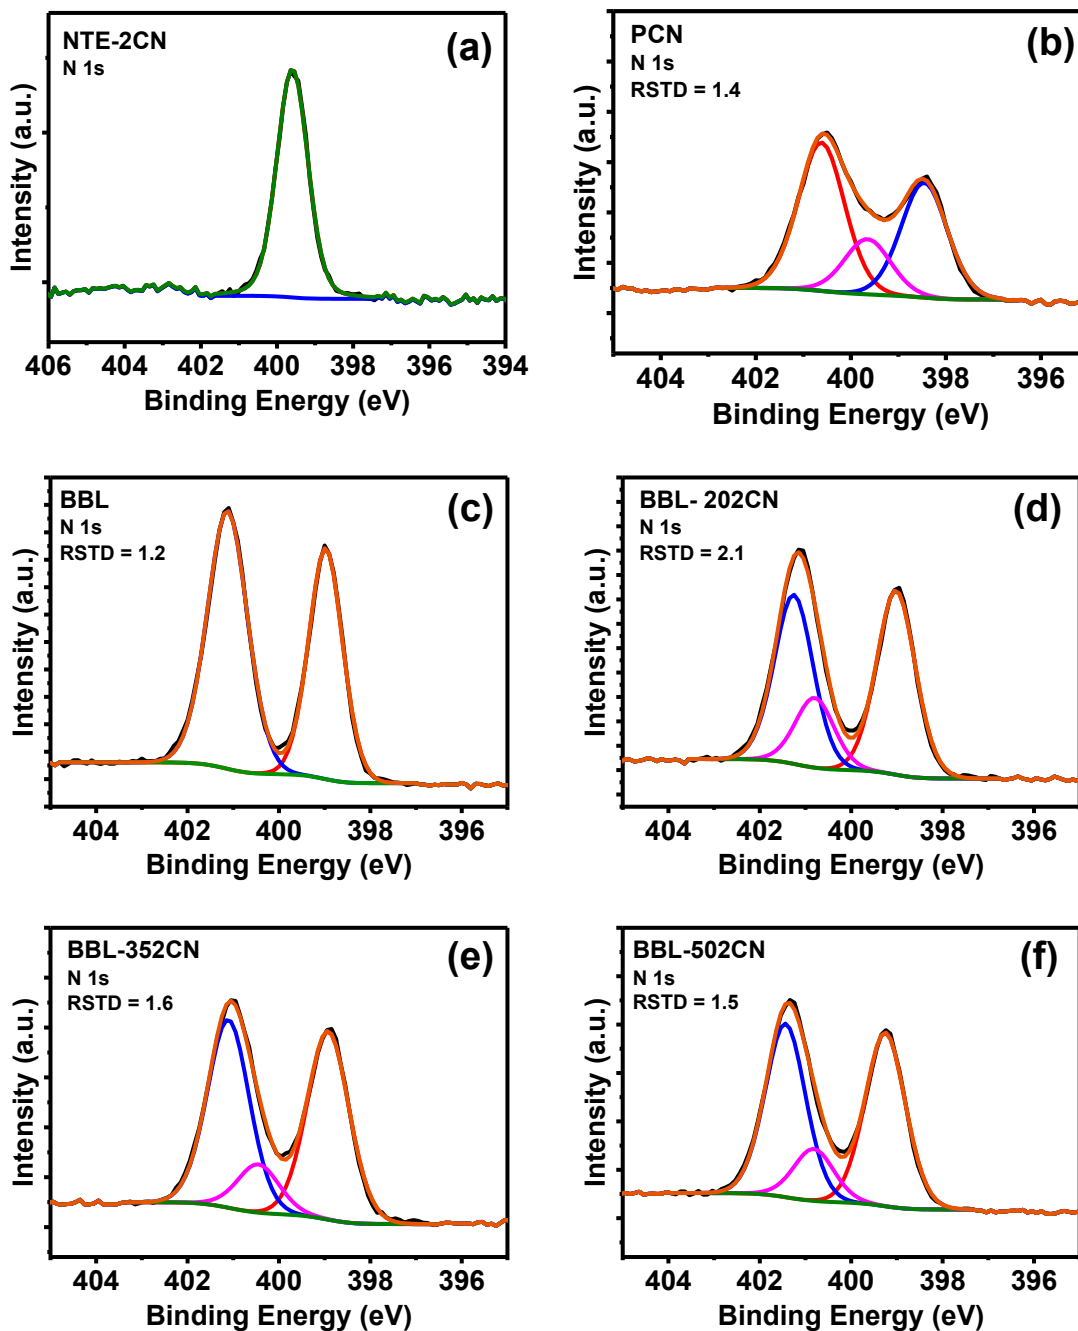 NTE-2CN
N 1s
(a)
Intensity (a.u.)
406 404 402 400 398 396 394
Binding Energy (eV)
PCN
N 1s
RSTD = 1.4
(b)
Intensity (a.u.)
404 402 400 398 396
Binding Energy (eV)
BBL
N 1s
RSTD = 1.2
(c)
Intensity (a.u.)
404 402 400 398 396
Binding Energy (eV)
BBL- 202CN
N 1s
RSTD = 2.1
(d)
Intensity (a.u.)
404 402 400 398 396
Binding Energy (eV)
BBL-352CN
N 1s
RSTD = 1.6
(e)
Intensity (a.u.)
404 402 400 398 396
Binding Energy (eV)
BBL-502CN
N 1s
RSTD = 1.5
(f)
Intensity (a.u.)
404 402 400 398 396
Binding Energy (eV)